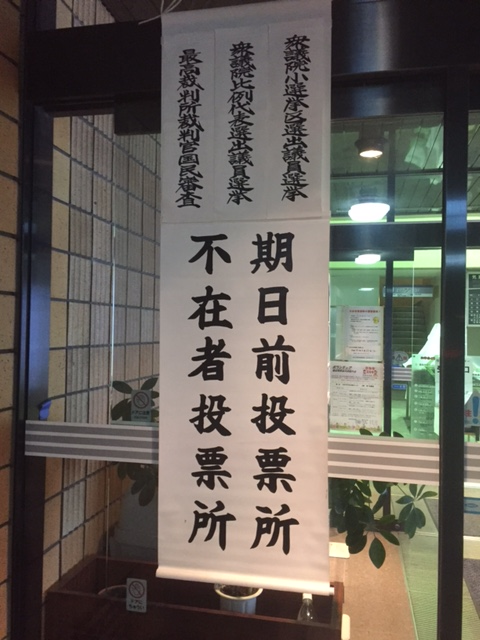 衆議院小選挙区選出議員選挙
衆議院比例代表選出議員選挙
最高裁判所裁判官国民審査
期日前投票所
不在者投票所